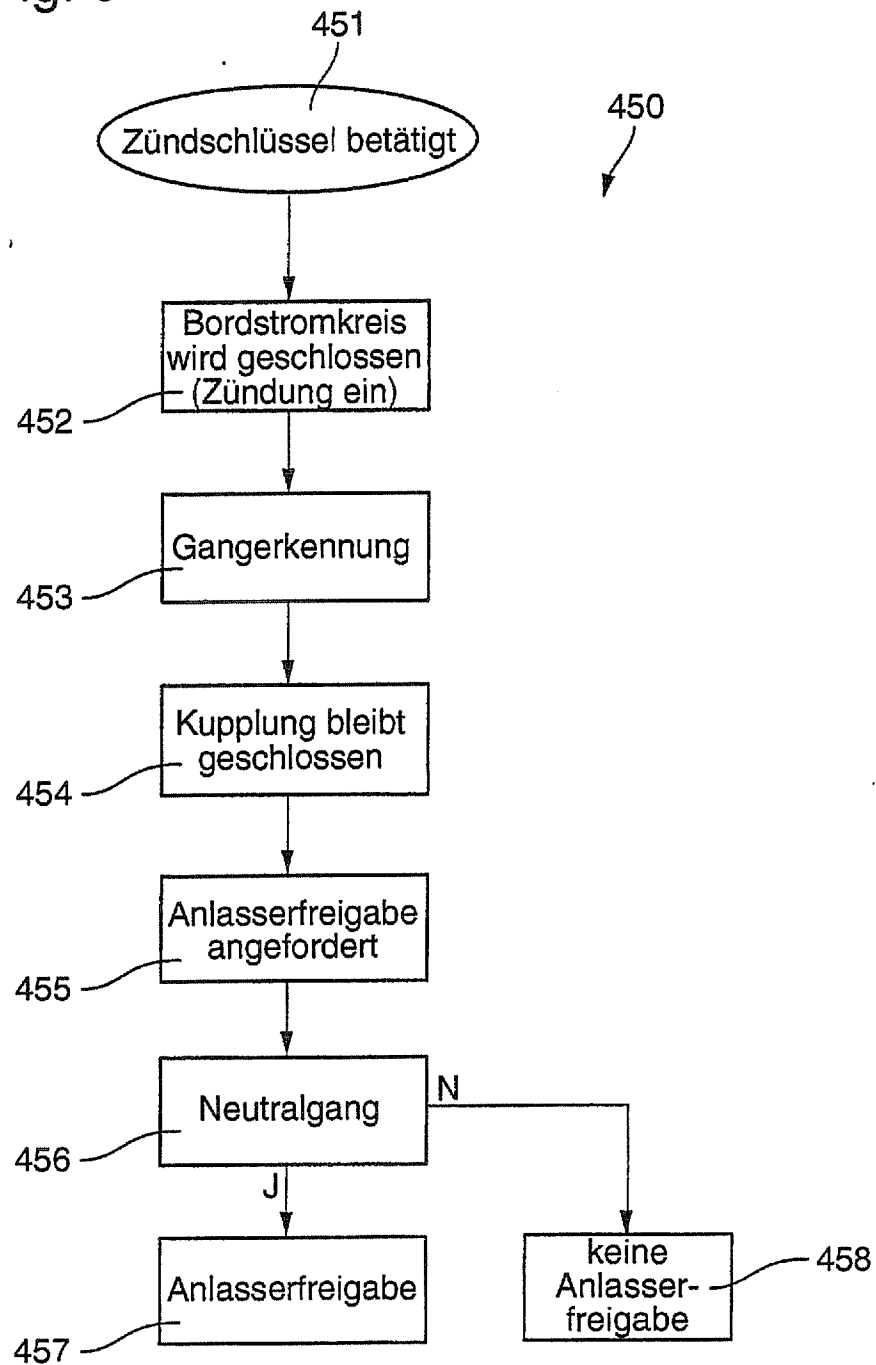 451
Zündschlüssel betätigt
450
Bordstromkreis
wird geschlossen
(Zündung ein)
452
Gangerkennung
453
Kupplung bleibt
geschlossen
454
Anlasserfreigabe
angefordert
455
Neutralgang
N
456
J
Anlasserfreigabe
457
keine
Anlasser-
freigabe
458